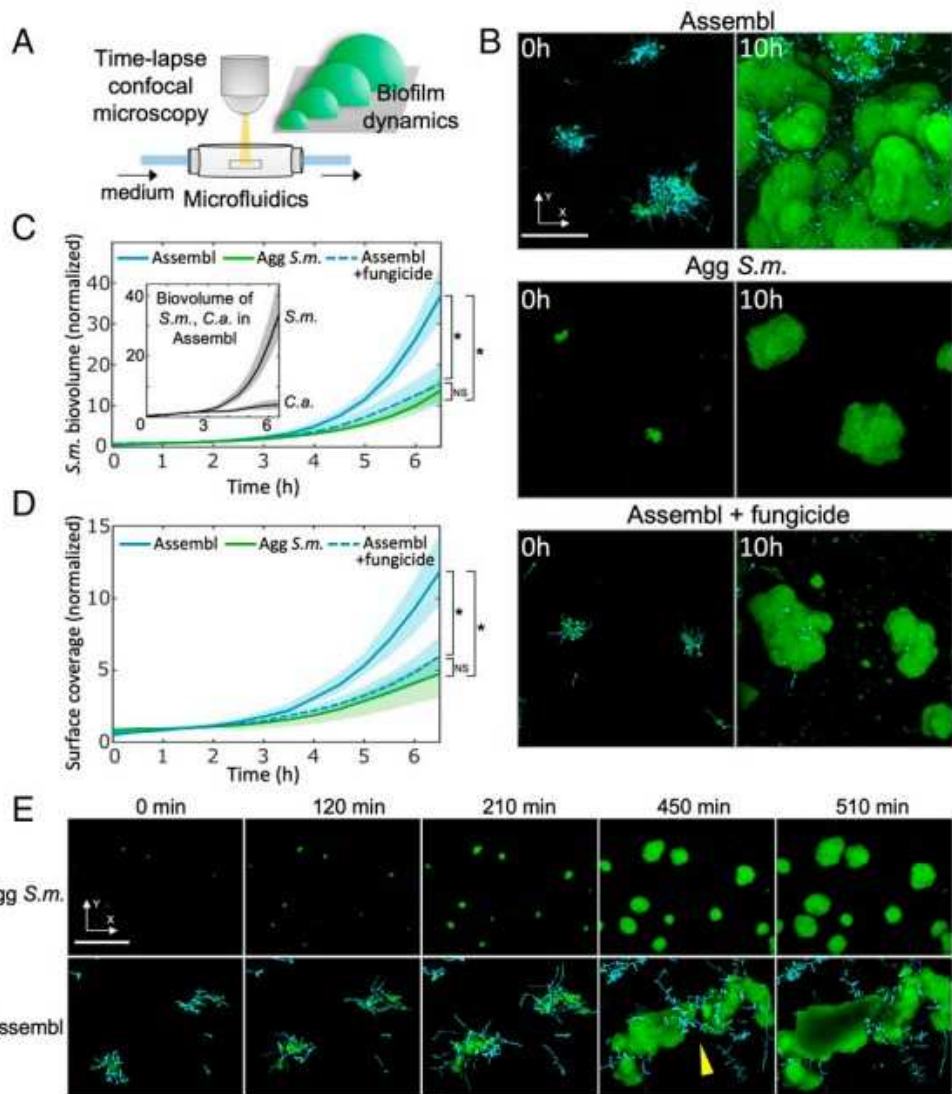 A
Time-lapse
confocal
microscopy
Biofilm
dynamics
medium
Microfluidics
B
Assembl
0h
10h
Y
X
Agg S.m.
0h
10h
Assembl + fungicide
0h
10h
C
S.m. biovolume (normalized)
Assembl
Agg S.m.
Assembl
+fungicide
Biovolume of
S.m., C.a. in
Assembl
S.m.
C.a.
40
20
0
3
6
40
30
20
10
0
*
*
NS
0 1 2 3 4 5 6
Time (h)
D
Surface coverage (normalized)
Assembl
Agg S.m.
Assembl
+fungicide
15
10
5
0
*
*
NS
0 1 2 3 4 5 6
Time (h)
E
0 min
120 min
210 min
450 min
510 min
gg S.m.
Y
X
ssembl